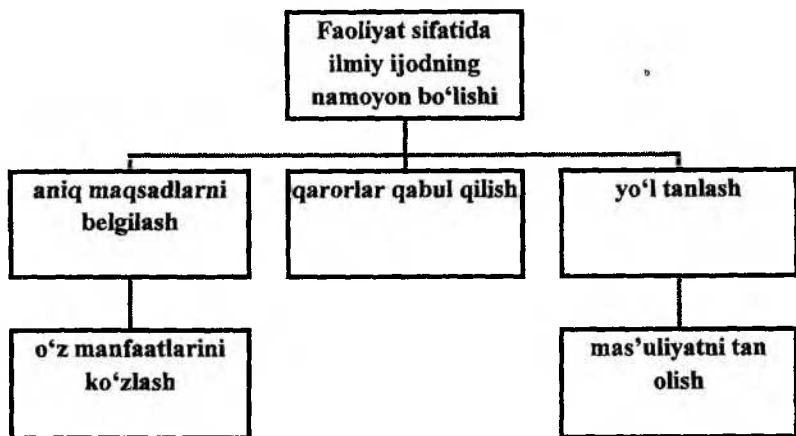 Faoliyat sifatida
ilmiy ijodning
namoyon bo‘lishi
aniq maqsadlarni
belgilash
qarorlar qabul qilish
yo‘l tanlash
o‘z manfaatlarini
ko‘zlash
mas’uliyatni tan
olish